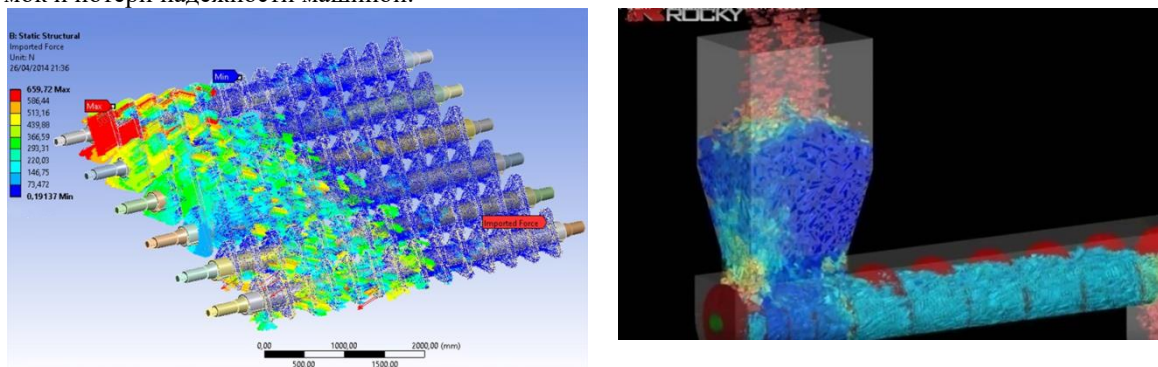 мок и потери надежности машиной.
B: Static Structural
Imported Force
Unit: N
26/04/2014 21:36
659,72 Max
586,44
513,16
439,88
366,59
293,31
220,03
146,75
73,472
0.19137 Min
Max
Min
Imported Force
0,00 1000,00 2000,00 (mm)
500,00 1500,00
ROCKY